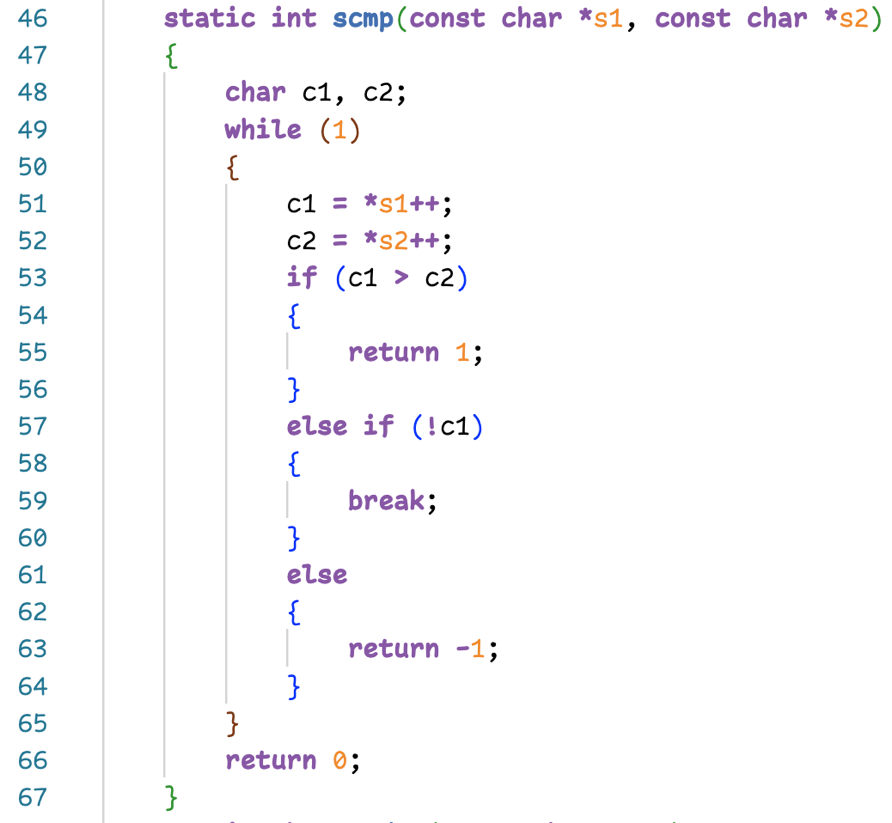 46 static int scmp(const char *s1, const char *s2)
47 {
48 char c1, c2;
49 while (1)
50 {
51 c1 = *s1++;
52 c2 = *s2++;
53 if (c1 > c2)
54 {
55 return 1;
56 }
57 else if (!c1)
58 {
59 break;
60 }
61 else
62 {
63 return -1;
64 }
65 }
66 return 0;
67 }